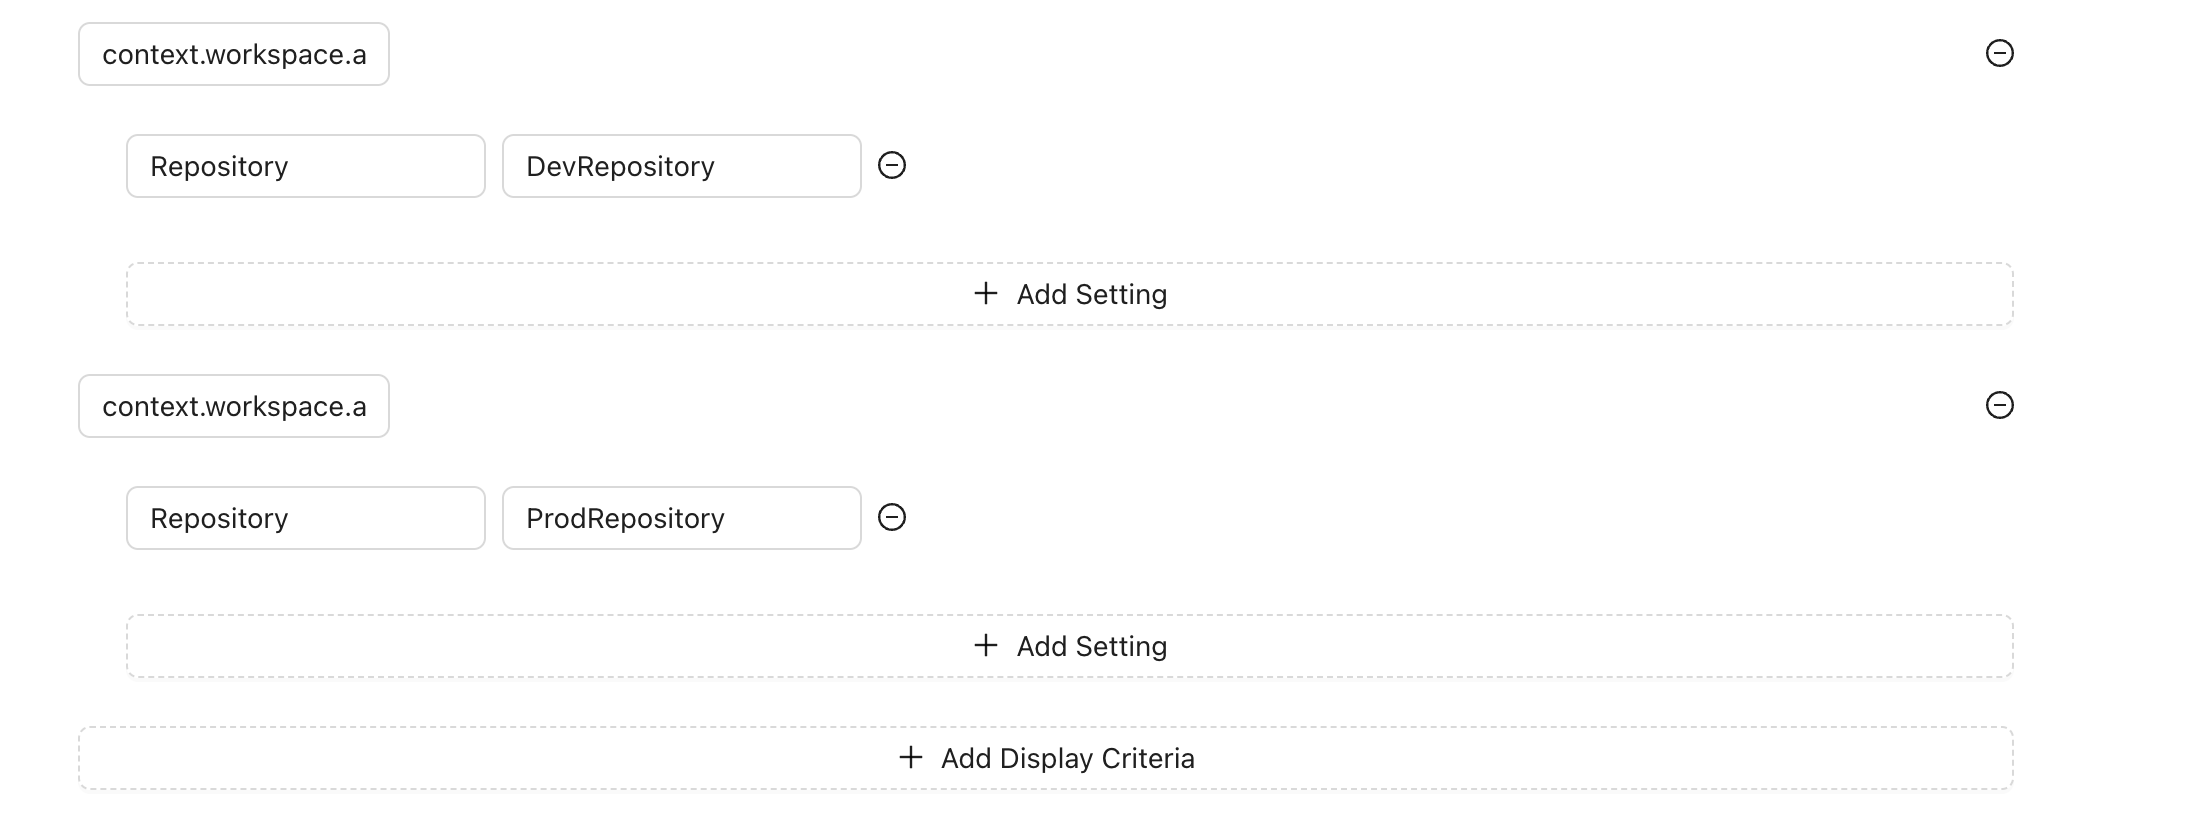 context.workspace.a
Repository DevRepository
Add Setting
context.workspace.a
Repository ProdRepository
Add Setting
Add Display Criteria